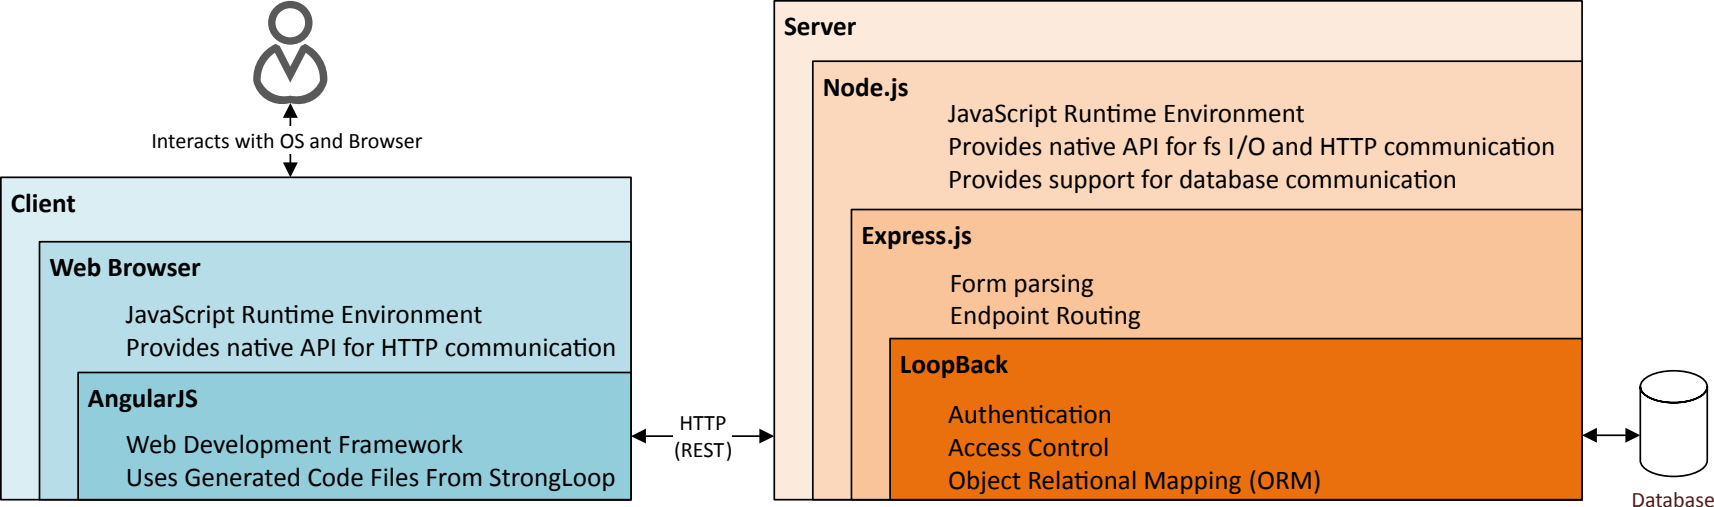 Interacts with OS and Browser
Client
Web Browser
JavaScript Runtime Environment
Provides native API for HTTP communication
AngularJS
Web Development Framework
Uses Generated Code Files From StrongLoop
HTTP
(REST)
Server
Node.js
JavaScript Runtime Environment
Provides native API for fs I/O and HTTP communication
Provides support for database communication
Express.js
Form parsing
Endpoint Routing
LoopBack
Authentication
Access Control
Object Relational Mapping (ORM)
Database